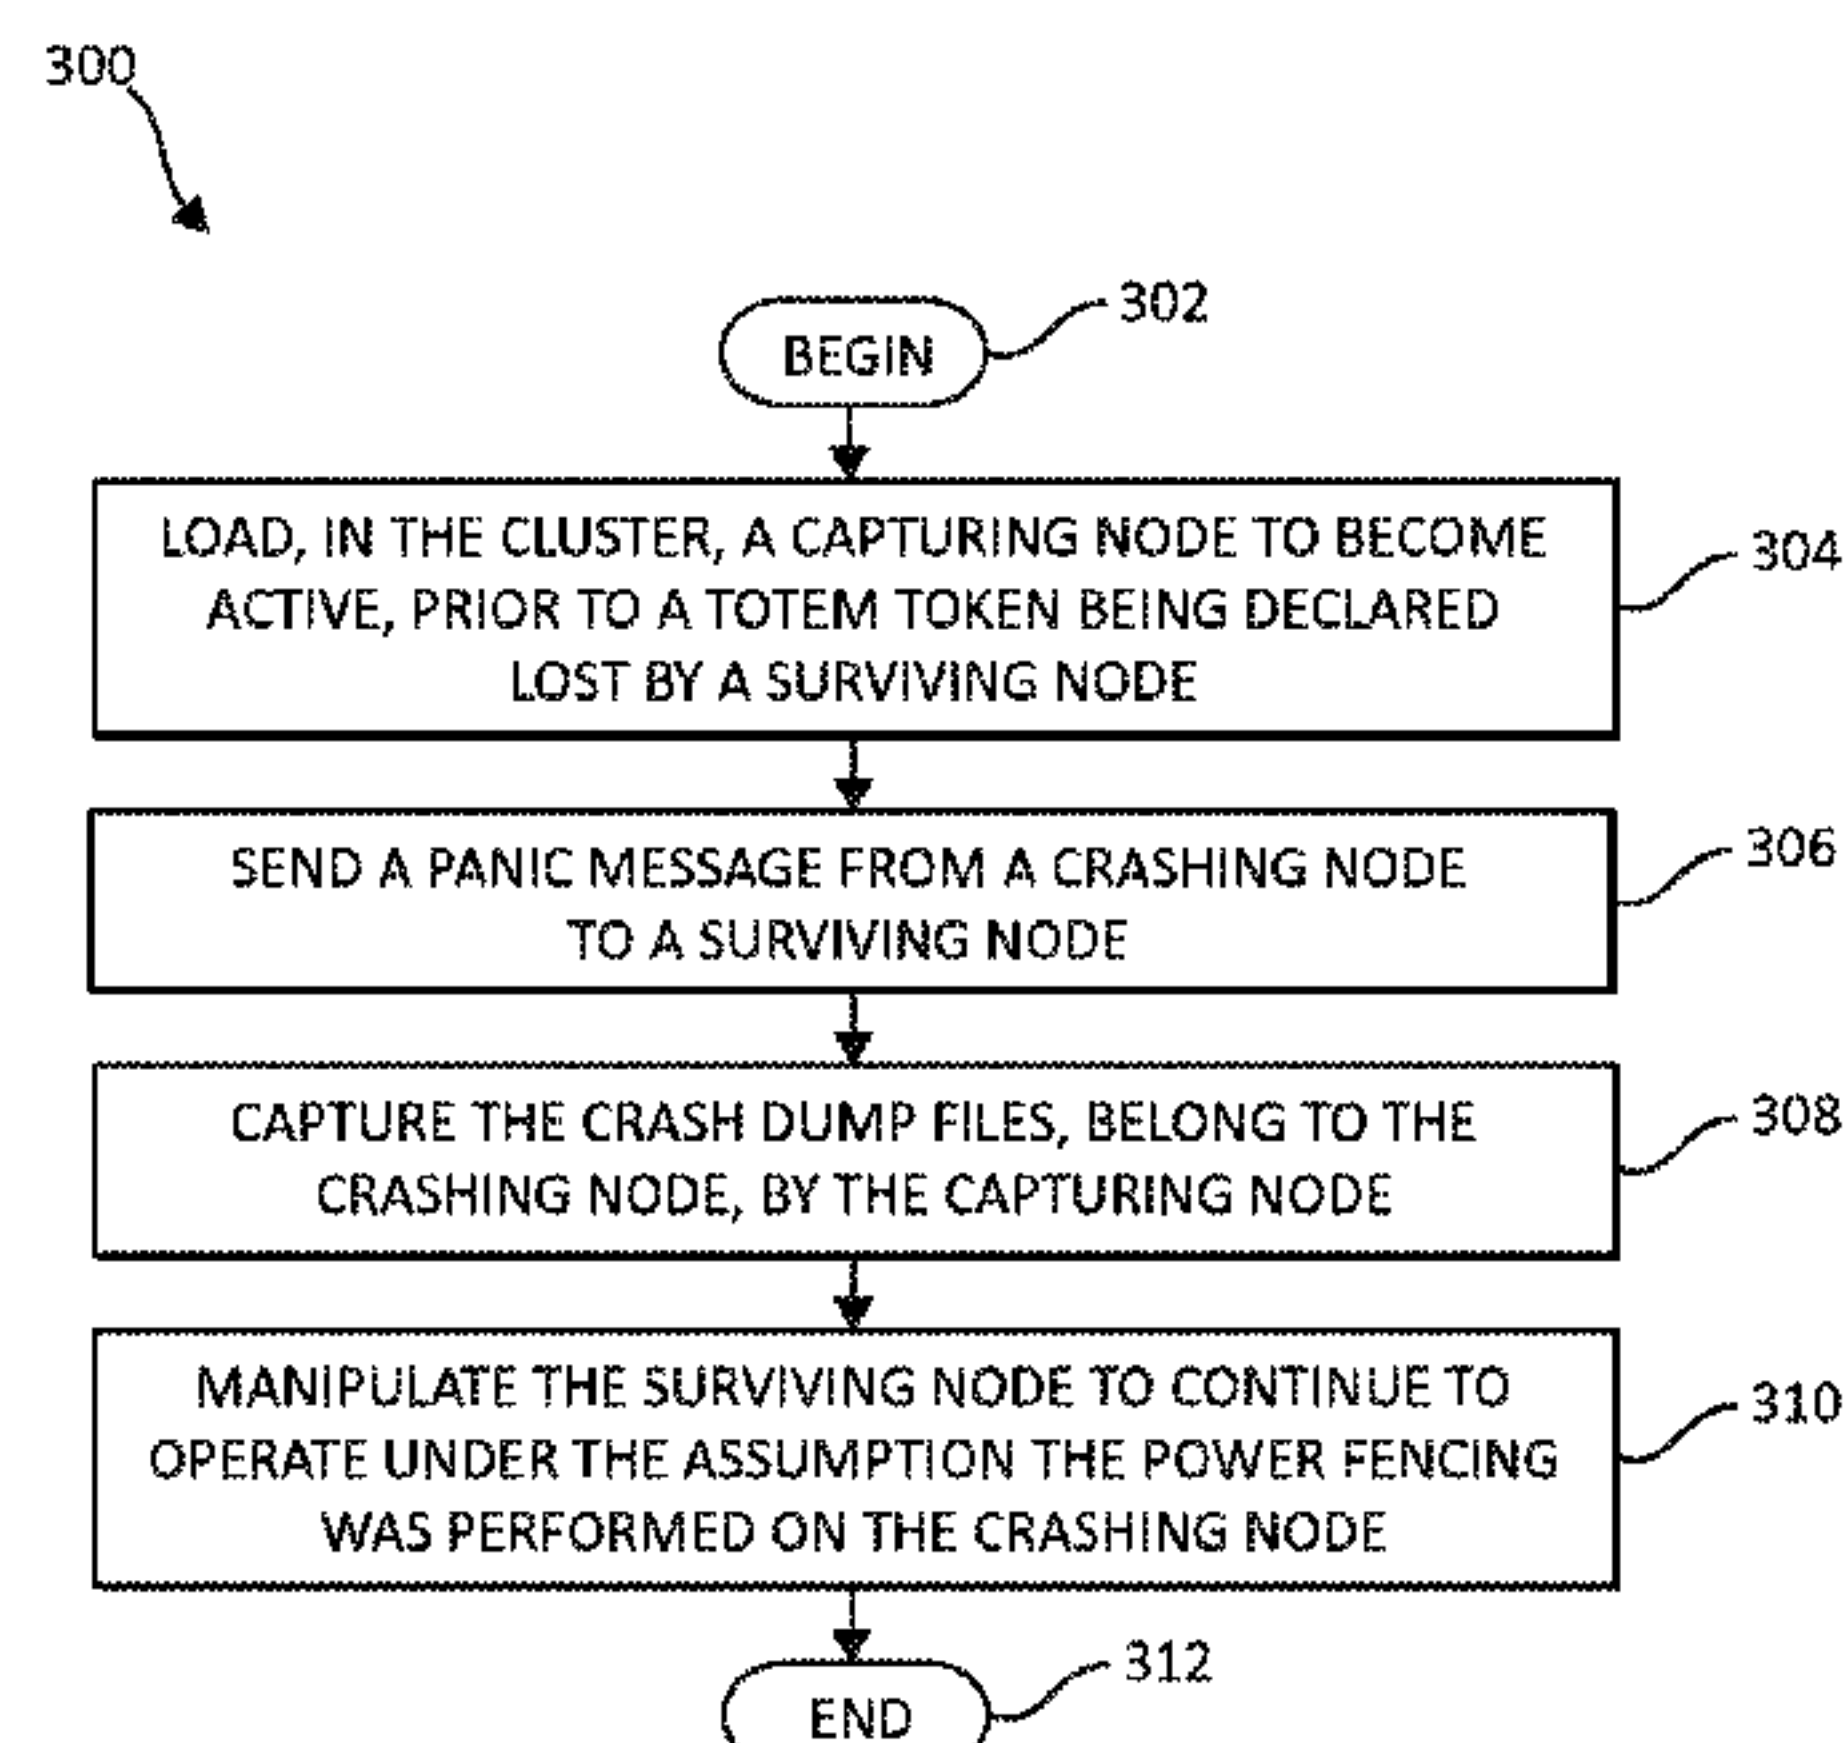 300
302
BEGIN
LOAD, IN THE CLUSTER, A CAPTURING NODE TO BECOME
ACTIVE, PRIOR TO A TOTEM TOKEN BEING DECLARED
LOST BY A SURVIVING NODE
304
SEND A PANIC MESSAGE FROM A CRASHING NODE
TO A SURVIVING NODE
306
CAPTURE THE CRASH DUMP FILES, BELONG TO THE
CRASHING NODE, BY THE CAPTURING NODE
308
MANIPULATE THE SURVIVING NODE TO CONTINUE TO
OPERATE UNDER THE ASSUMPTION THE POWER FENCING
WAS PERFORMED ON THE CRASHING NODE
310
312
END